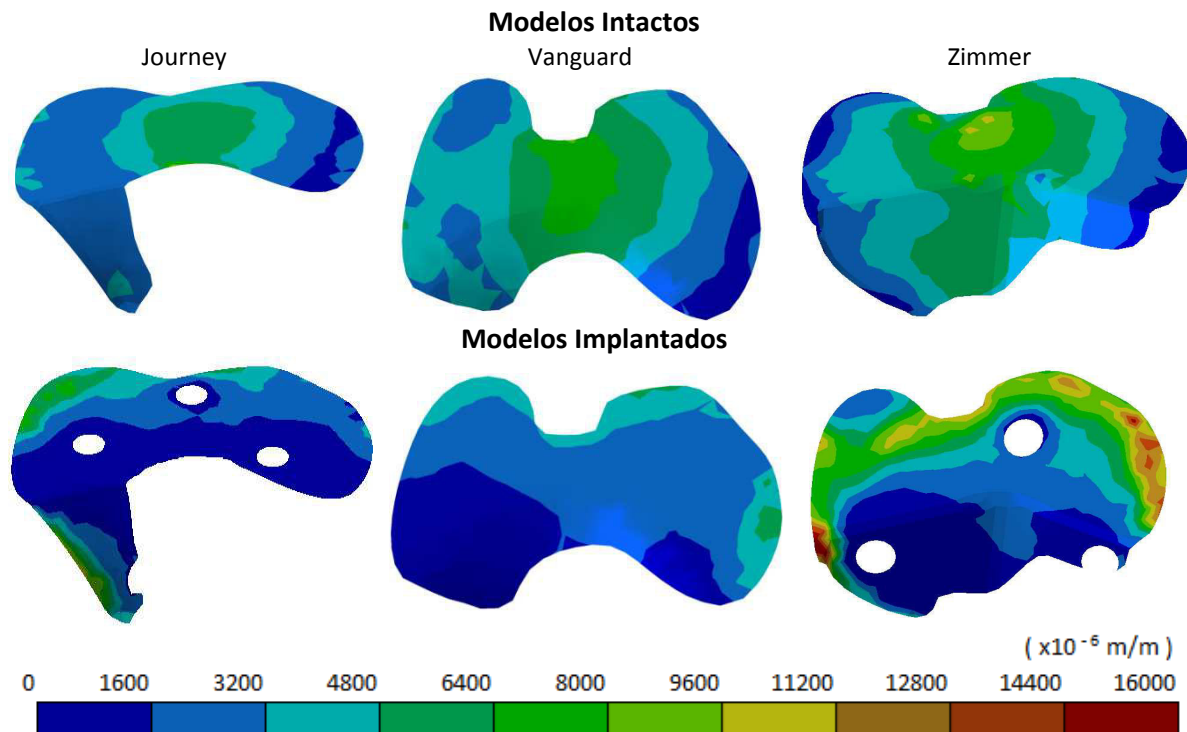 Modelos Intactos
Journey Vanguard Zimmer
Modelos Implantados
( x10⁻⁶ m/m )
0 1600 3200 4800 6400 8000 9600 11200 12800 14400 16000